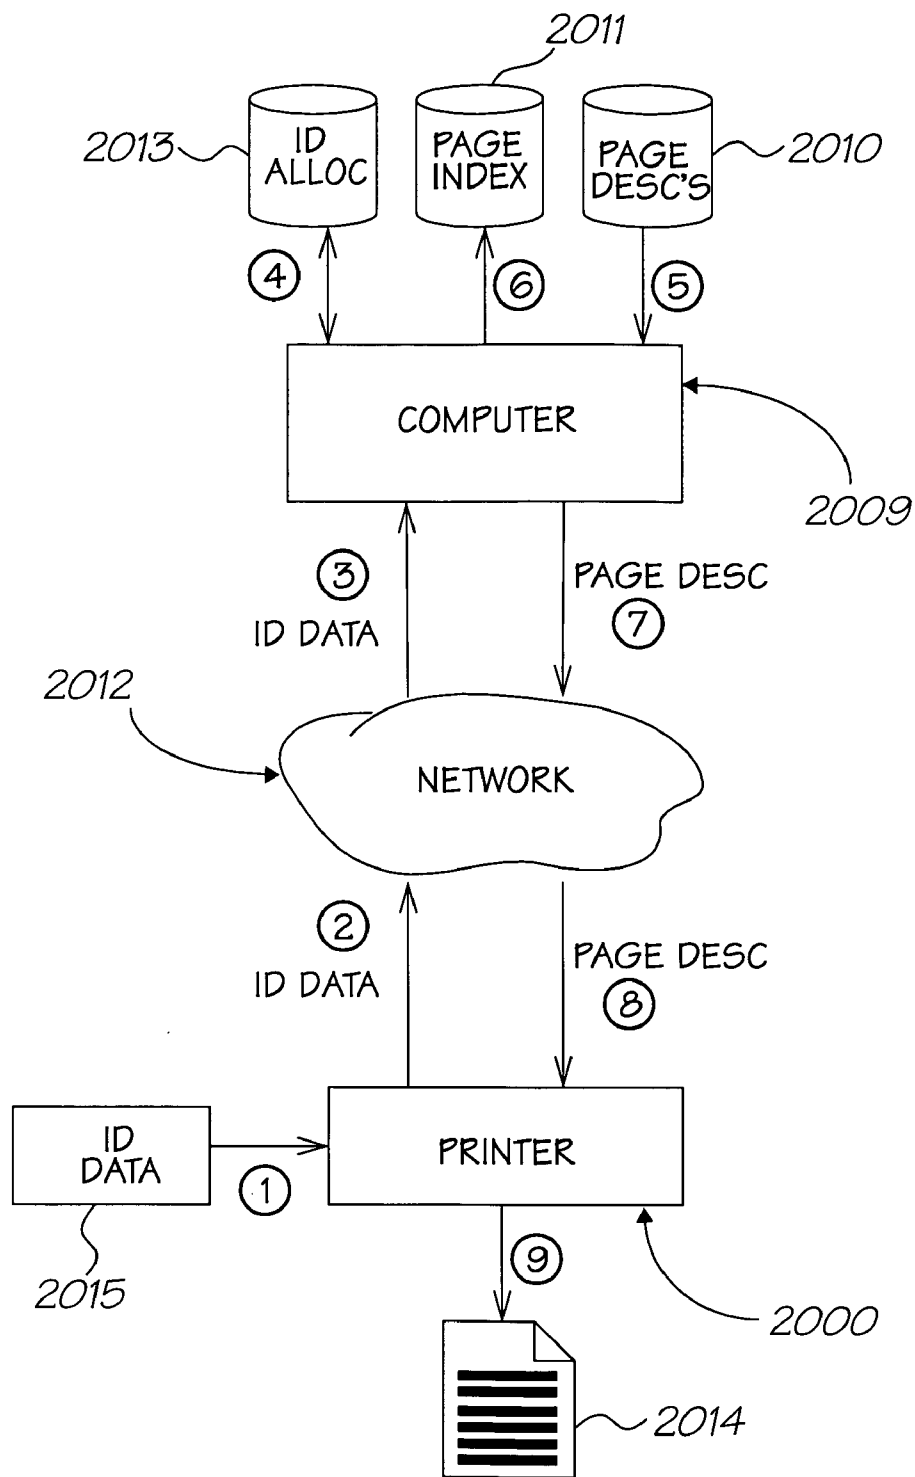 2011
2013
ID
ALLOC
PAGE
INDEX
PAGE
DESC'S
2010
4
6
5
COMPUTER
2009
3
ID DATA
PAGE DESC
7
2012
NETWORK
2
ID DATA
PAGE DESC
8
ID
DATA
1
PRINTER
2015
9
2000
2014